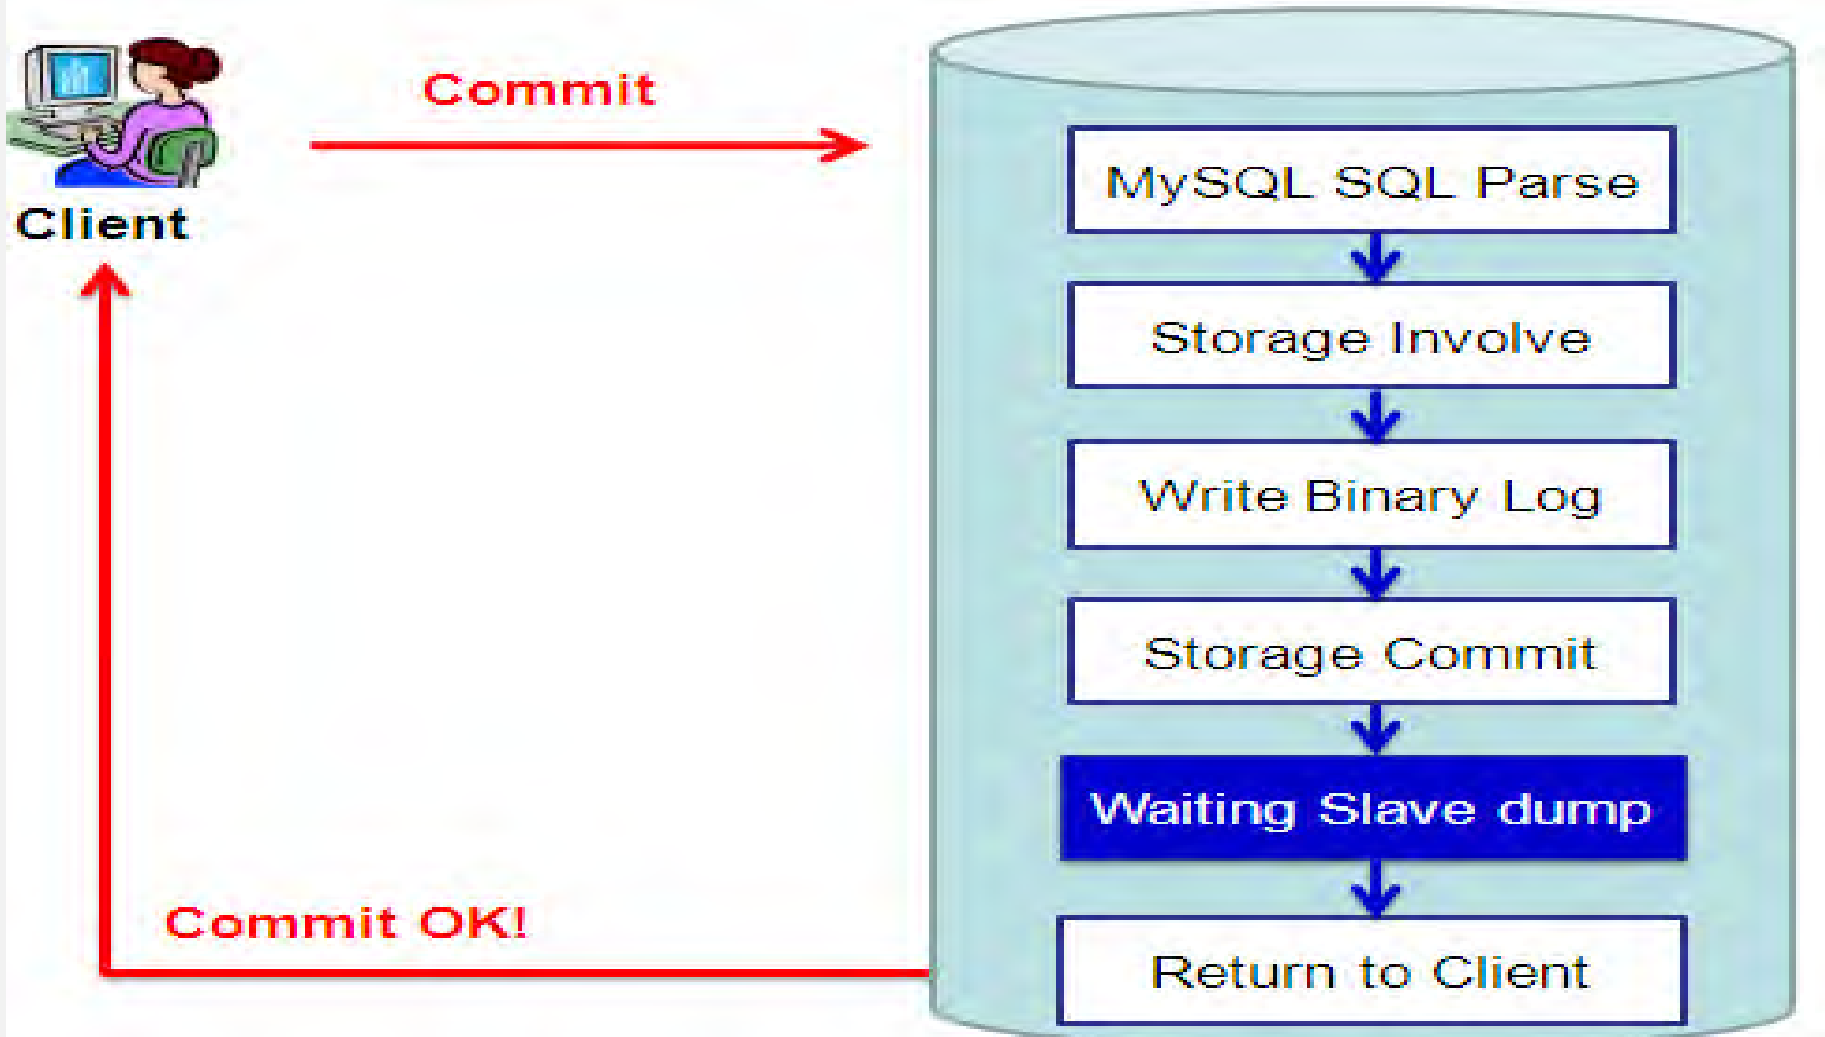 Commit
Client
MySQL SQL Parse
Storage Involve
Write Binary Log
Storage Commit
Waiting Slave dump
Return to Client
Commit OK!